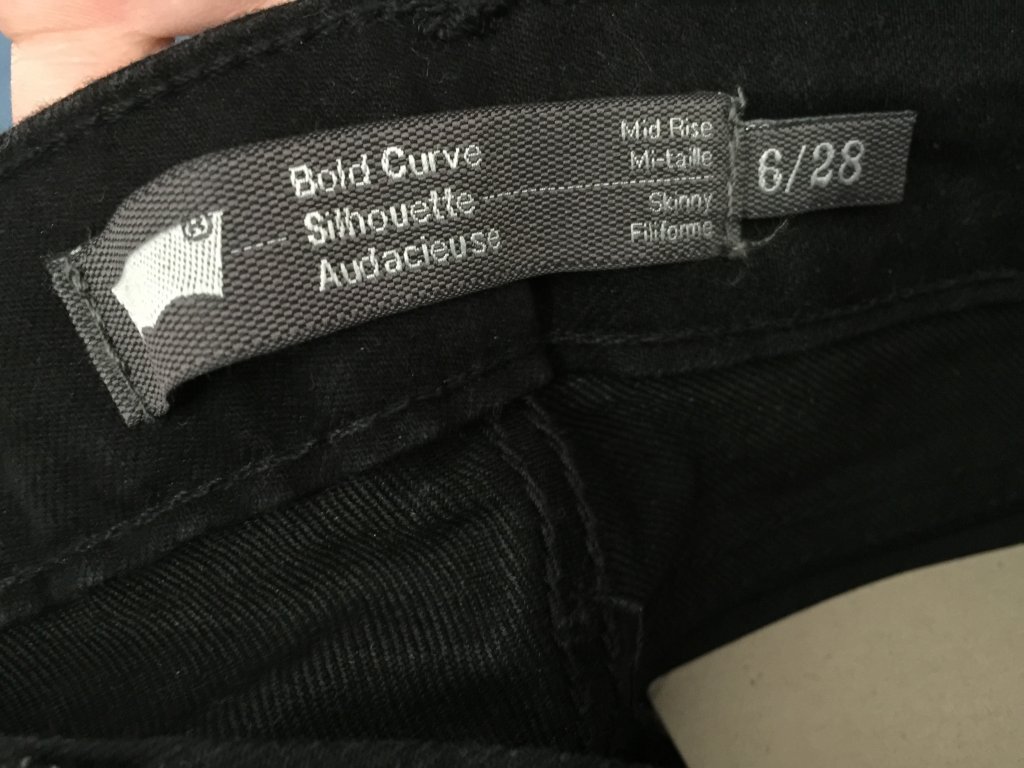 Bold Curve
Silhouette
Audacieuse
Mid Rise
Mi-taille
Skinny
Filiforme
6/28
®